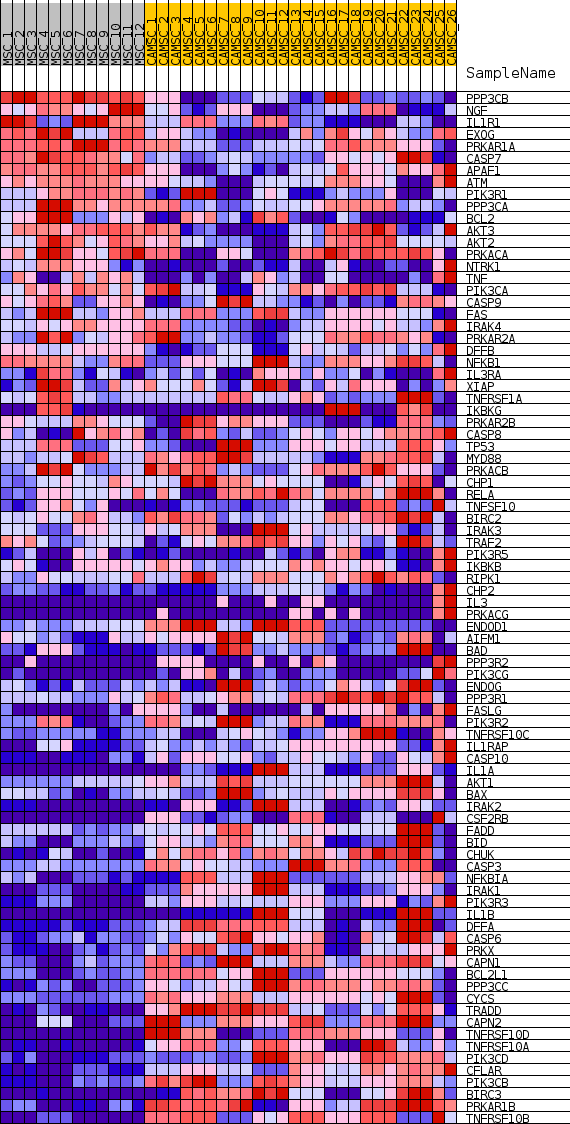 MSC_1
MSC_2
MSC_3
MSC_4
MSC_5
MSC_6
MSC_7
MSC_8
MSC_9
MSC_10
MSC_11
MSC_12
CAMSC_1
CAMSC_2
CAMSC_3
CAMSC_4
CAMSC_5
CAMSC_6
CAMSC_7
CAMSC_8
CAMSC_9
CAMSC_10
CAMSC_11
CAMSC_12
CAMSC_13
CAMSC_14
CAMSC_15
CAMSC_16
CAMSC_17
CAMSC_18
CAMSC_19
CAMSC_20
CAMSC_21
CAMSC_22
CAMSC_23
CAMSC_24
CAMSC_25
CAMSC_26
SampleName
PPP3CB
NGF
IL1R1
EXOG
PRKAR1A
CASP7
APAF1
ATM
PIK3R1
PPP3CA
BCL2
AKT3
AKT2
PRKACA
NTRK1
TNF
PIK3CA
CASP9
FAS
IRAK4
PRKAR2A
DFFB
NFKB1
IL3RA
XIAP
TNFRSF1A
IKBKG
PRKAR2B
CASP8
TP53
MYD88
PRKACB
CHP1
RELA
TNFSF10
BIRC2
IRAK3
TRAF2
PIK3R5
IKBKB
RIPK1
CHP2
IL3
PRKACG
ENDOD1
AIFM1
BAD
PPP3R2
PIK3CG
ENDOG
PPP3R1
FASLG
PIK3R2
TNFRSF10C
IL1RAP
CASP10
IL1A
AKT1
BAX
IRAK2
CSF2RB
FADD
BID
CHUK
CASP3
NFKBIA
IRAK1
PIK3R3
IL1B
DFFA
CASP6
PRKX
CAPN1
BCL2L1
PPP3CC
CYCS
TRADD
CAPN2
TNFRSF10D
TNFRSF10A
PIK3CD
CFLAR
PIK3CB
BIRC3
PRKAR1B
TNFRSF10B